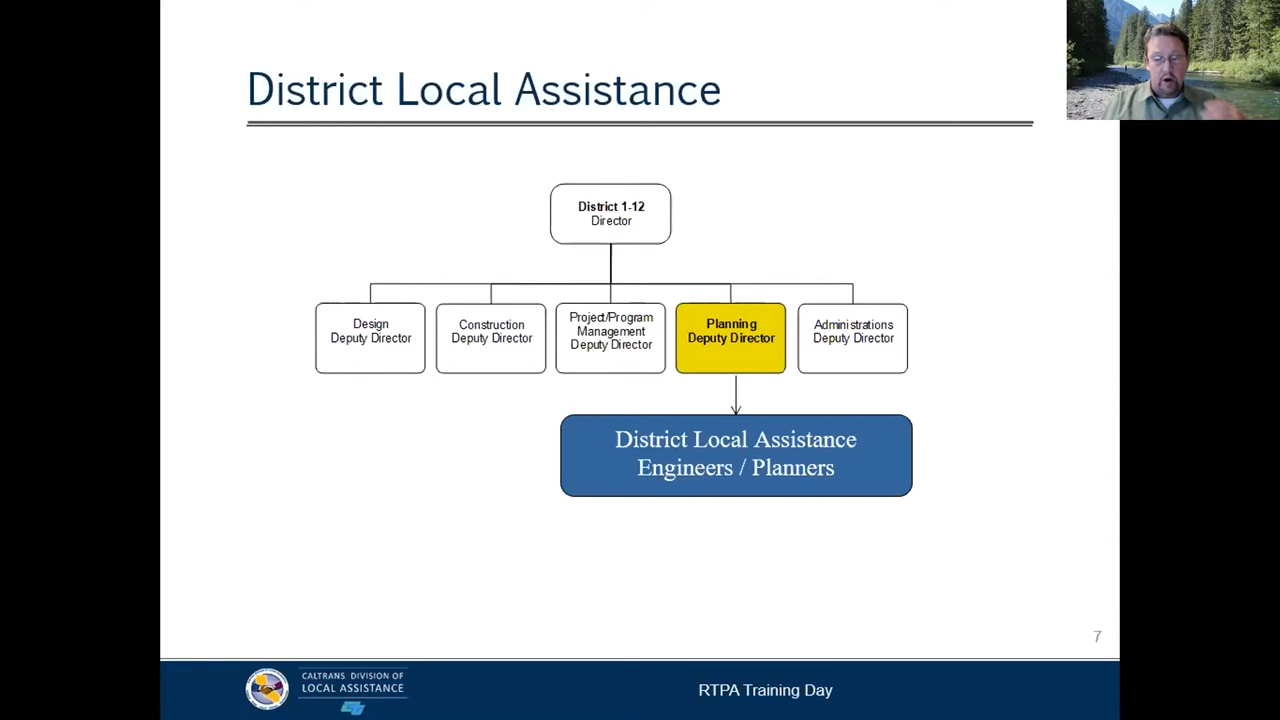 District Local Assistance
District 1-12
Director
Design
Deputy Director
Construction
Deputy Director
Project/Program
Management
Deputy Director
Planning
Deputy Director
Administrations
Deputy Director
District Local Assistance
Engineers / Planners
7
CALTRANS DIVISION OF
LOCAL ASSISTANCE
RTPA Training Day